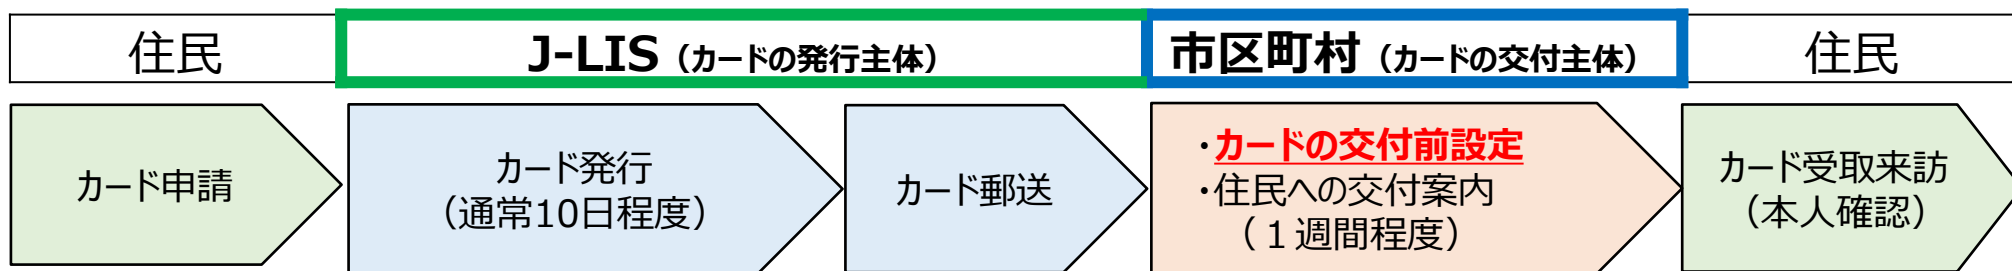 住民
J-LIS（カードの発行主体）
市区町村（カードの交付主体）
住民
カード申請
カード発行
（通常10日程度）
カード郵送
・カードの交付前設定
・住民への交付案内
（１週間程度）
カード受取来訪
（本人確認）